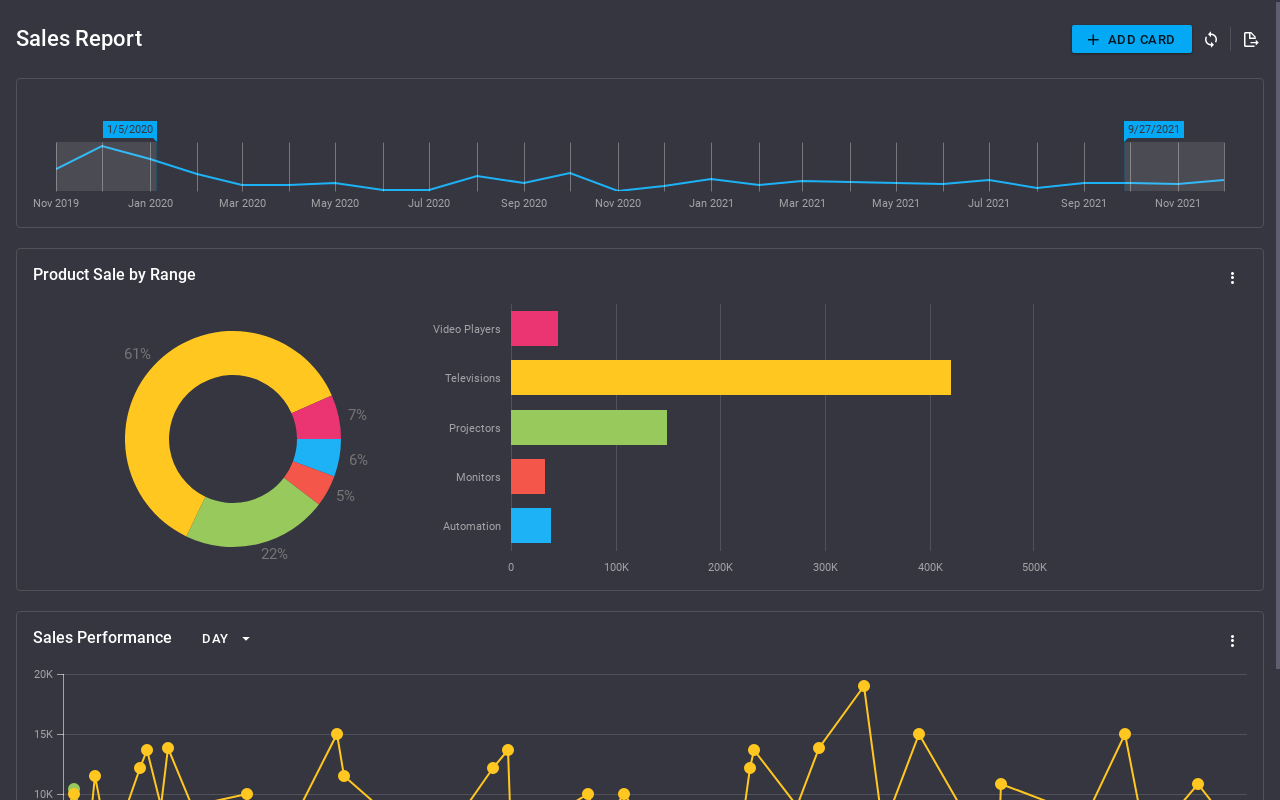 Sales Report
ADD CARD
1/5/2020
9/27/2021
Nov 2019 Jan 2020 Mar 2020 May 2020 Jul 2020 Sep 2020 Nov 2020 Jan 2021 Mar 2021 May 2021 Jul 2021 Sep 2021 Nov 2021
Product Sale by Range
61%
7%
6%
5%
22%
Video Players
Televisions
Projectors
Monitors
Automation
0 100K 200K 300K 400K 500K
Sales Performance DAY
20K
15K
10K